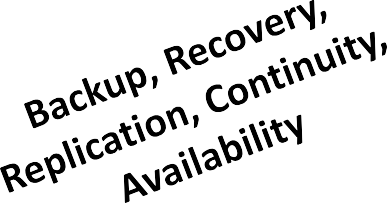 Backup, Recovery,
Replication, Continuity,
Availability